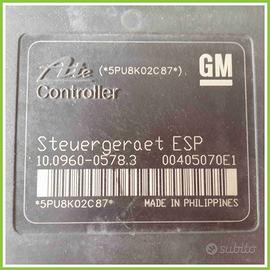 Ate (*5PU8K02C87*) GM
Controller
Steuergeraet ESP
10.0960-0578.3 00405070E1
*5PU8K02C87* MADE IN PHILIPPINES
subito